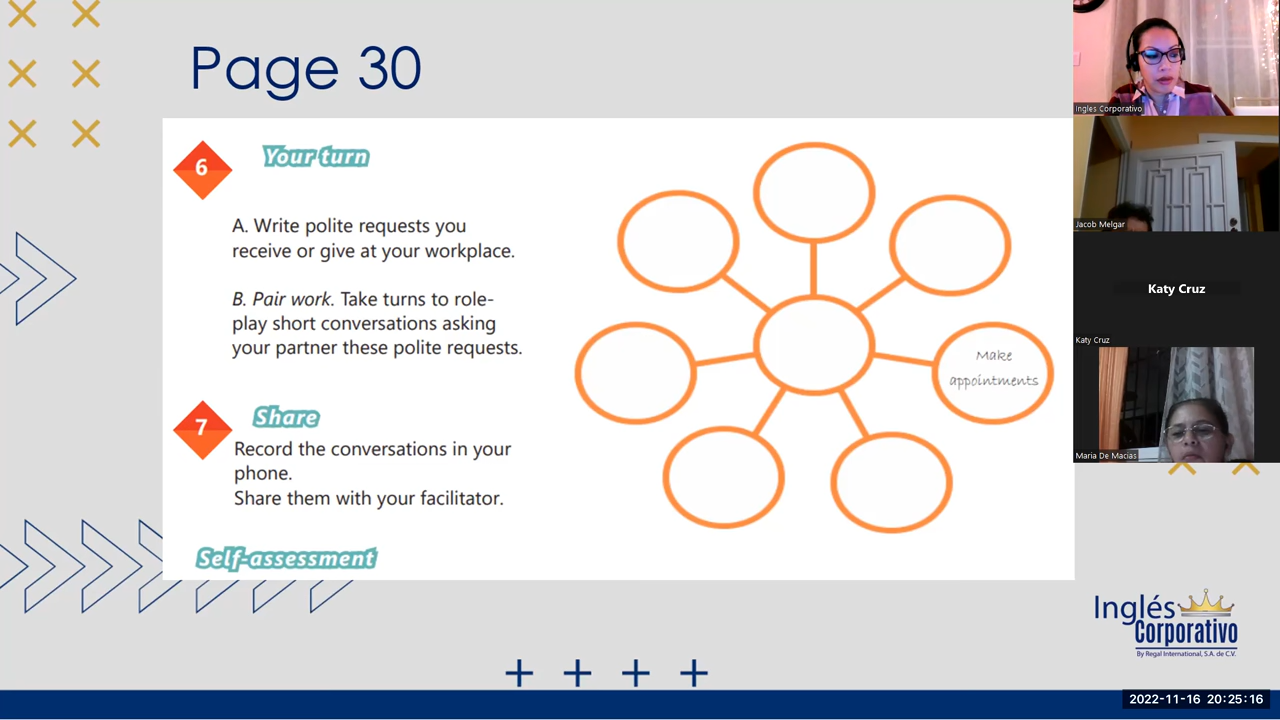 Page 30
6
Your turn
A. Write polite requests you
receive or give at your workplace.
B. Pair work. Take turns to role-
play short conversations asking
your partner these polite requests.
7
Share
Record the conversations in your
phone.
Share them with your facilitator.
Self-assessment
Make
appointments
Ingles Corporativo
Jacob Melgar
Katy Cruz
Katy Cruz
Maria De Macias
Inglés
Corporativo
By Regal International, S.A. de C.V.
2022-11-16 20:25:16